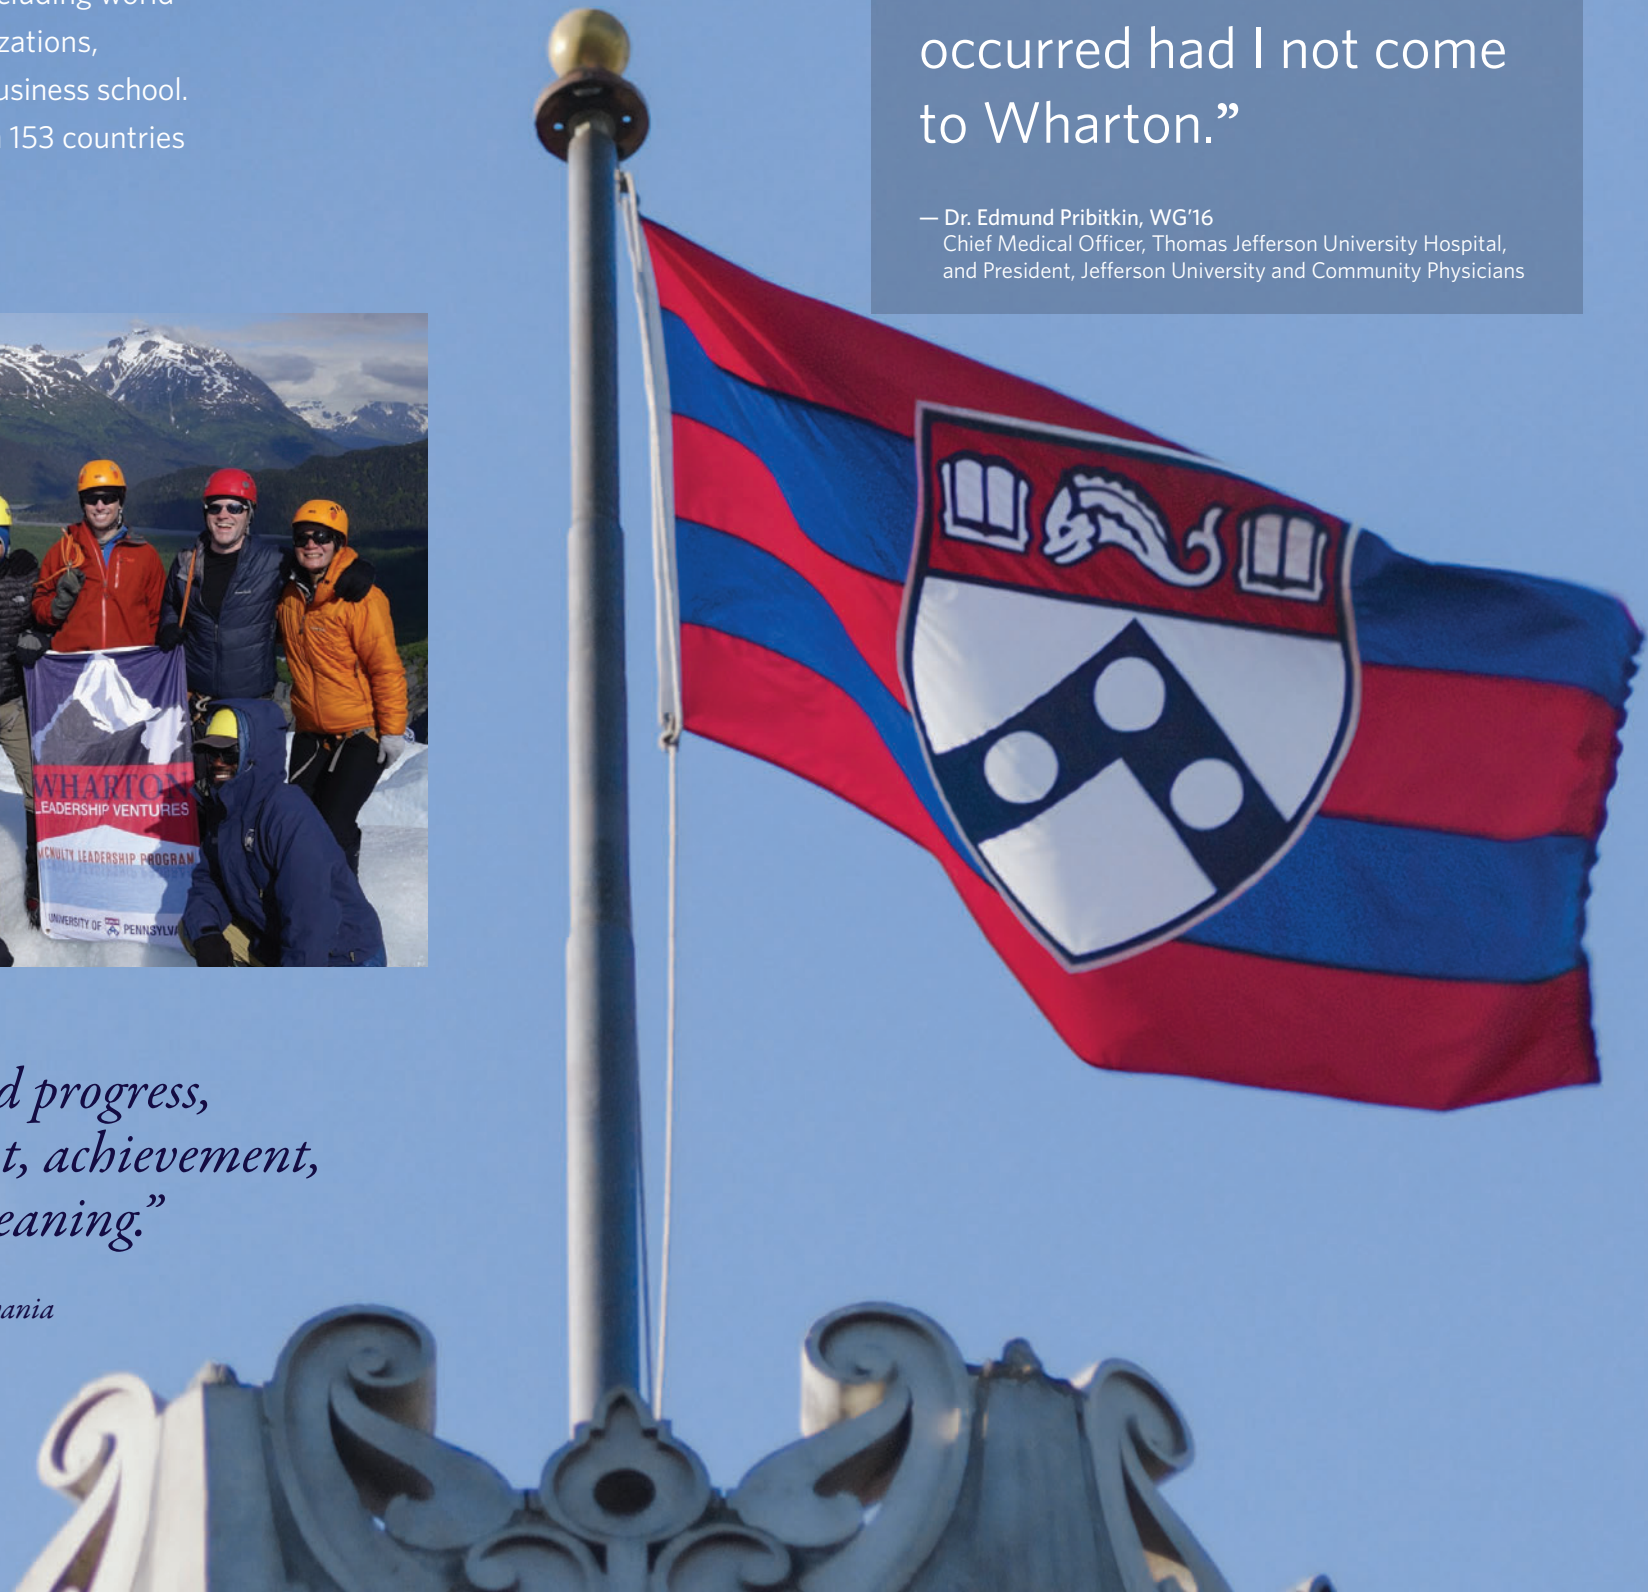 zations,
usiness school.
153 countries
occurred had I not come
to Wharton.”
— Dr. Edmund Pribitkin, WG’16
Chief Medical Officer, Thomas Jefferson University Hospital,
and President, Jefferson University and Community Physicians
WHARTON
LEADERSHIP VENTURES
MCNULTY LEADERSHIP PROGRAM
UNIVERSITY OF PENNSYLVA
d progress,
t, achievement,
eaning.”
ania